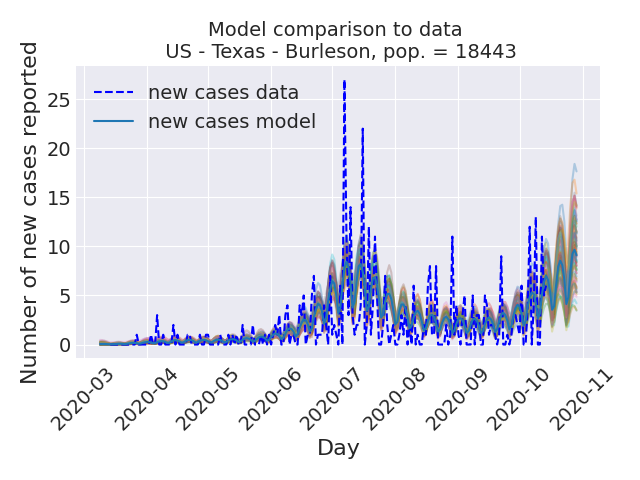 Model comparison to data
US - Texas - Burleson, pop. = 18443
Number of new cases reported
25
20
15
10
5
0
new cases data
new cases model
2020-03
2020-04
2020-05
2020-06
2020-07
2020-08
2020-09
2020-10
2020-11
Day